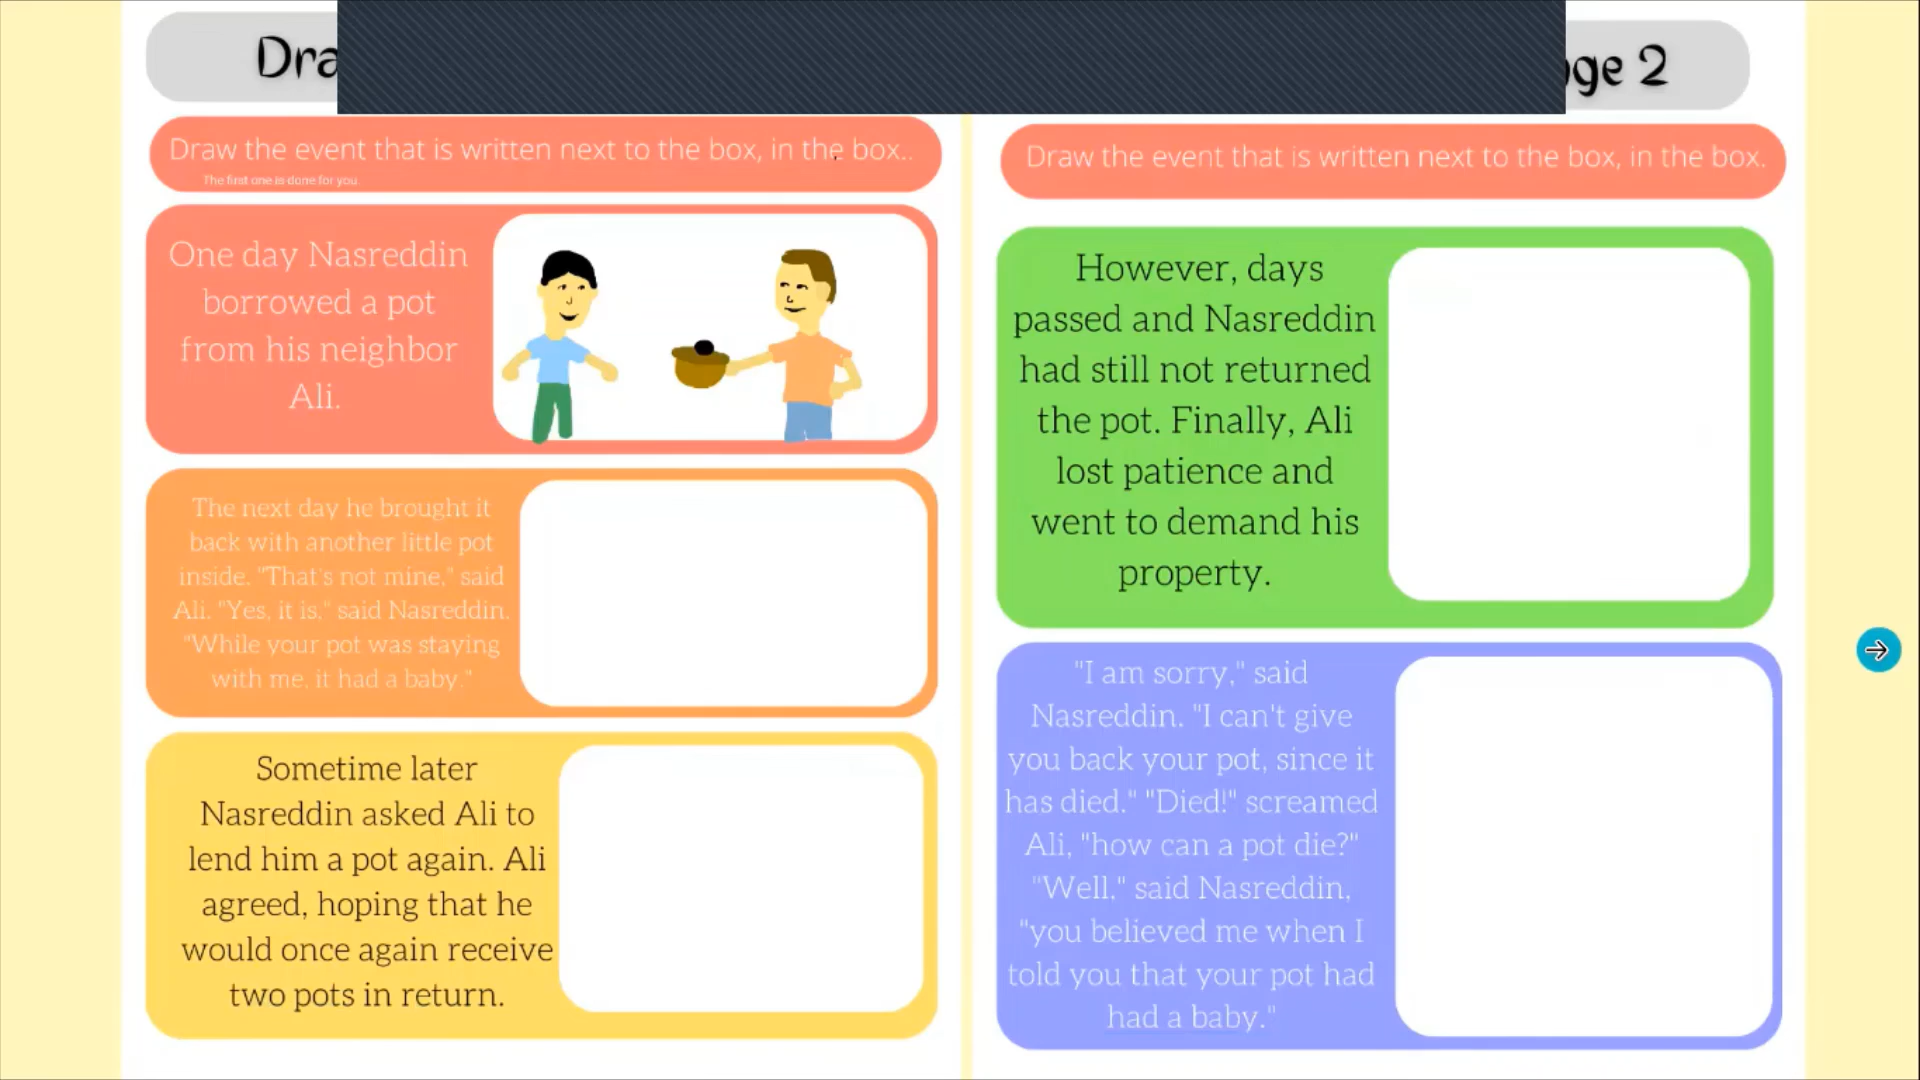 Draw the event that is written next to the box, in the box..
The first one is done for you.
One day Nasreddin
borrowed a pot
from his neighbor
Ali.
The next day he brought it
back with another little pot
inside. "That's not mine," said
Ali. "Yes, it is," said Nasreddin.
"While your pot was staying
with me, it had a baby."
Sometime later
Nasreddin asked Ali to
lend him a pot again. Ali
agreed, hoping that he
would once again receive
two pots in return.
2
Draw the event that is written next to the box, in the box.
However, days
passed and Nasreddin
had still not returned
the pot. Finally, Ali
lost patience and
went to demand his
property.
"I am sorry," said
Nasreddin. "I can't give
you back your pot, since it
has died." "Died!" screamed
Ali, "how can a pot die?"
"Well," said Nasreddin,
"you believed me when I
told you that your pot had
had a baby."